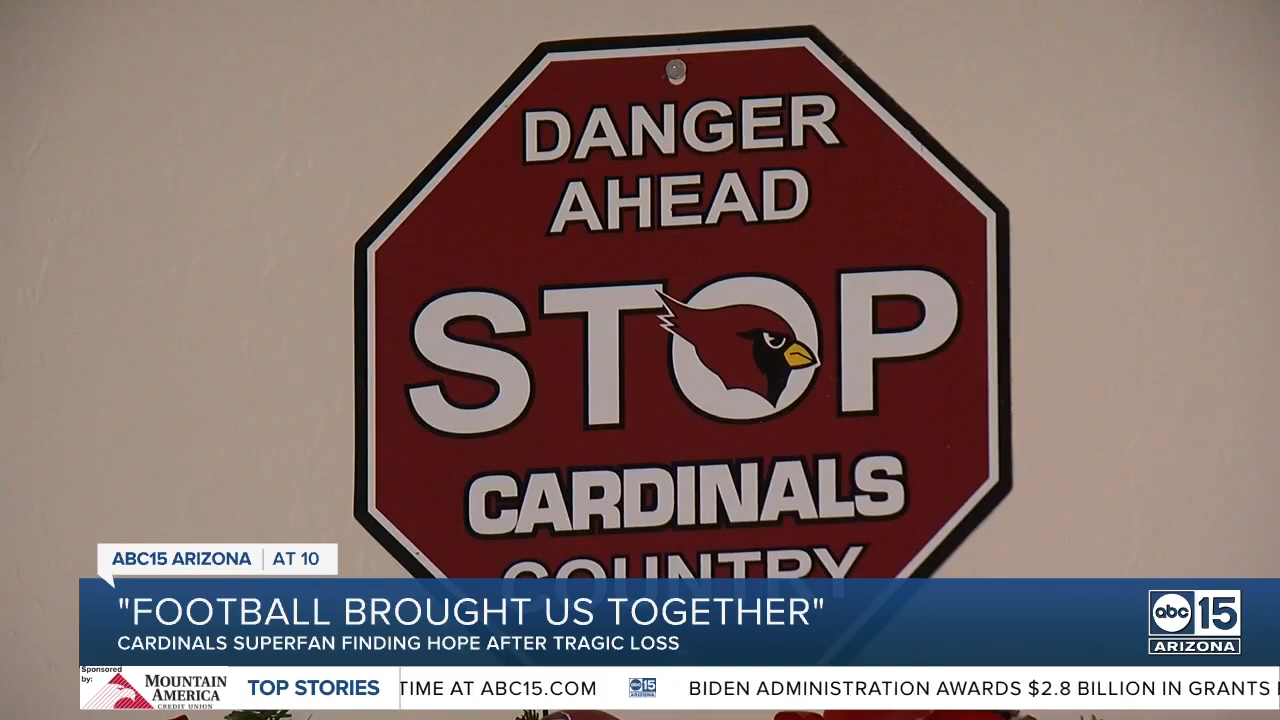 DANGER
AHEAD
STOP
CARDINALS
COUNTRY
ABC15 ARIZONA | AT 10
"FOOTBALL BROUGHT US TOGETHER"
CARDINALS SUPERFAN FINDING HOPE AFTER TRAGIC LOSS
abc 15
ARIZONA
Sponsored
by:
MOUNTAIN
AMERICA
CREDIT UNION
TOP STORIES
TIME AT ABC15.COM
abc 15
ARIZONA
BIDEN ADMINISTRATION AWARDS $2.8 BILLION IN GRANTS